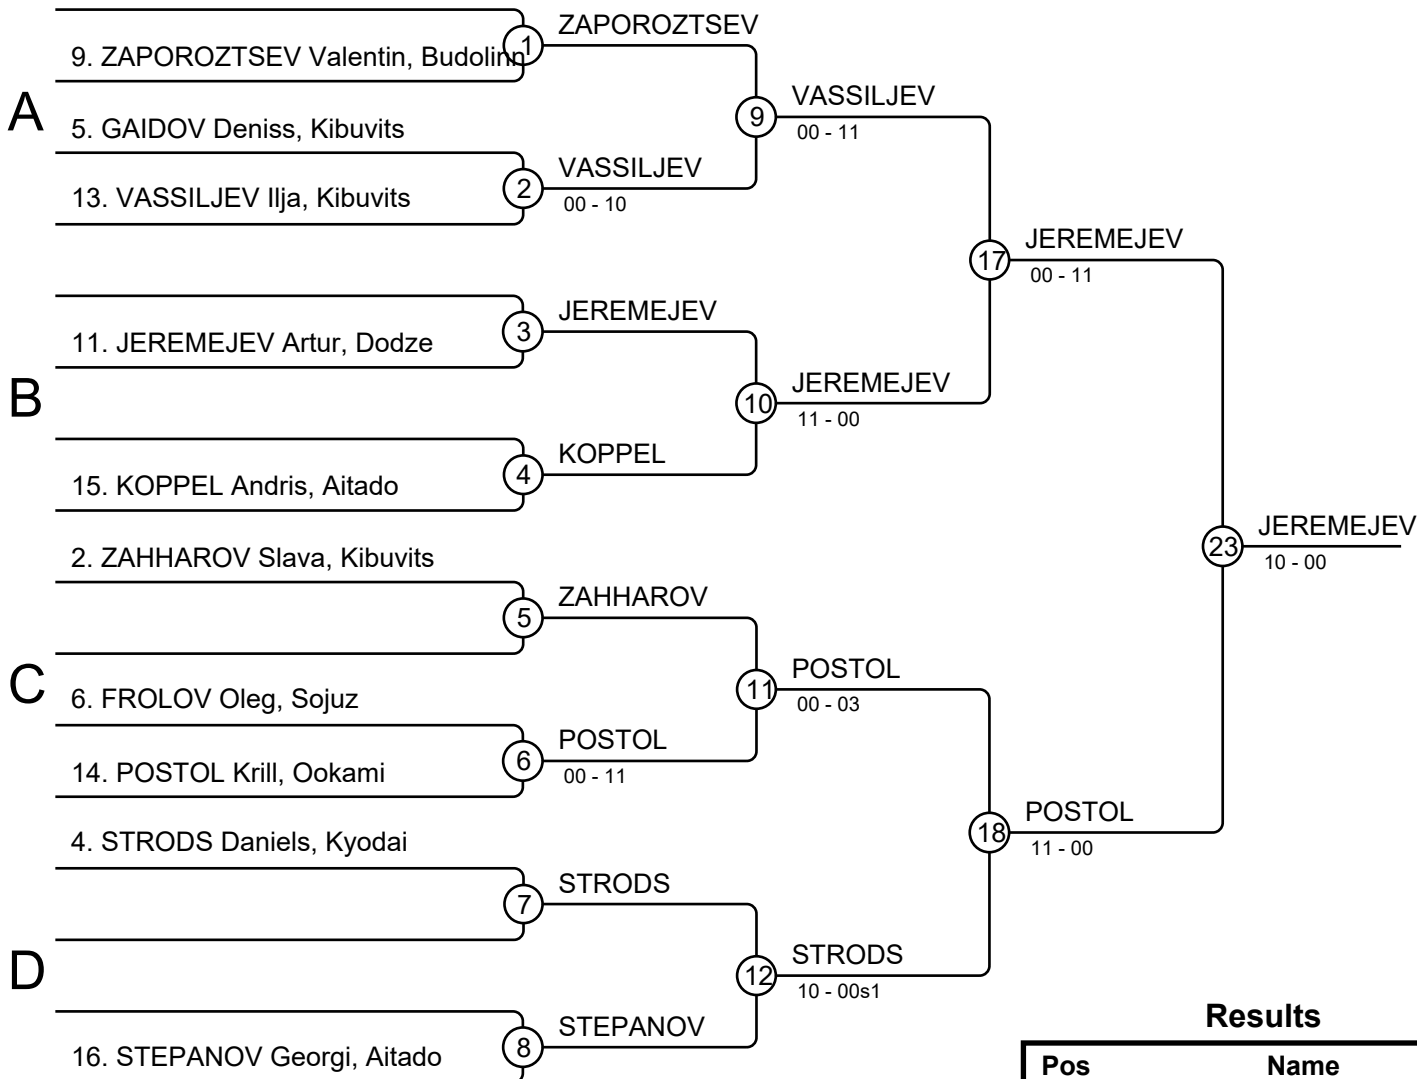 ZAPOROZTSEV
1
9. ZAPOROZTSEV Valentin, Budolinn
A
VASSILJEV
9
00 - 11
5. GAIDOV Deniss, Kibuvits
VASSILJEV
2
13. VASSILJEV Ilja, Kibuvits
00 - 10
JEREMEJEV
17
00 - 11
JEREMEJEV
3
11. JEREMEJEV Artur, Dodze
B
JEREMEJEV
10
11 - 00
KOPPEL
4
15. KOPPEL Andris, Aitado
JEREMEJEV
23
10 - 00
2. ZAHHAROV Slava, Kibuvits
ZAHHAROV
5
C
POSTOL
11
00 - 03
6. FROLOV Oleg, Sojuz
POSTOL
6
14. POSTOL Krill, Ookami
00 - 11
POSTOL
18
11 - 00
4. STRODS Daniels, Kyodai
STRODS
7
D
STRODS
12
10 - 00s1
STEPANOV
8
16. STEPANOV Georgi, Aitado
Results
Pos Name